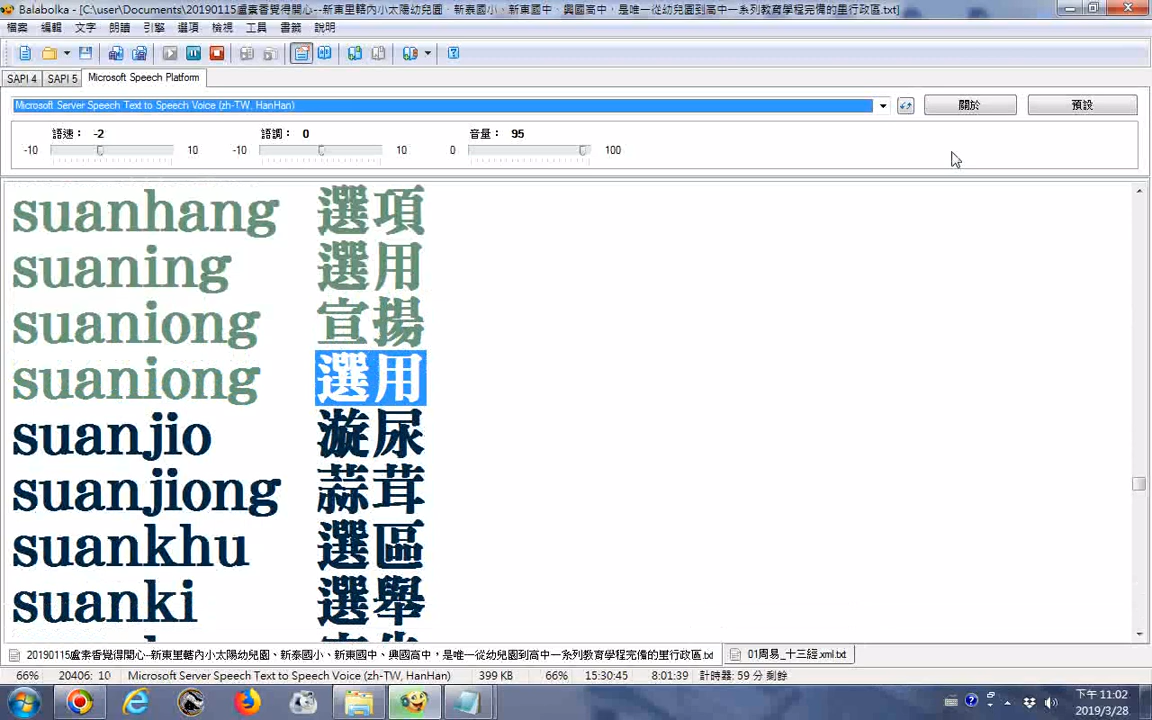 Balabolka - [C:\user\Documents\20190115盧素香覺得開心--新東里轄內小太陽幼兒園、新泰國小、新東國中、興國高中，是唯一從幼兒園到高中一系列教育學程完備的里行政區.txt]
檔案 編輯 文字 朗讀 引擎 選項 檢視 工具 書籤 說明
SAPI 4 SAPI 5 Microsoft Speech Platform
Microsoft Server Speech Text to Speech Voice (zh-TW, HanHan) 關於 預設
語速： -2 語調： 0 音量： 95
-10 10 -10 10 0 100
suanhang 選項
suaning 選用
suaniong 宣揚
suaniong 選用
suanjio 漩尿
suanjiong 蒜茸
suankhu 選區
suanki 選舉
20190115盧素香覺得開心--新東里轄內小太陽幼兒園、新泰國小、新東國中、興國高中，是唯一從幼兒園到高中一系列教育學程完備的里行政區.txt 01周易_十三經.xml.txt
66% 20406: 10 Microsoft Server Speech Text to Speech Voice (zh-TW, HanHan) 399 KB 66% 15:30:45 8:01:39 計時器: 59 分 剩餘
下午 11:02
2019/3/28